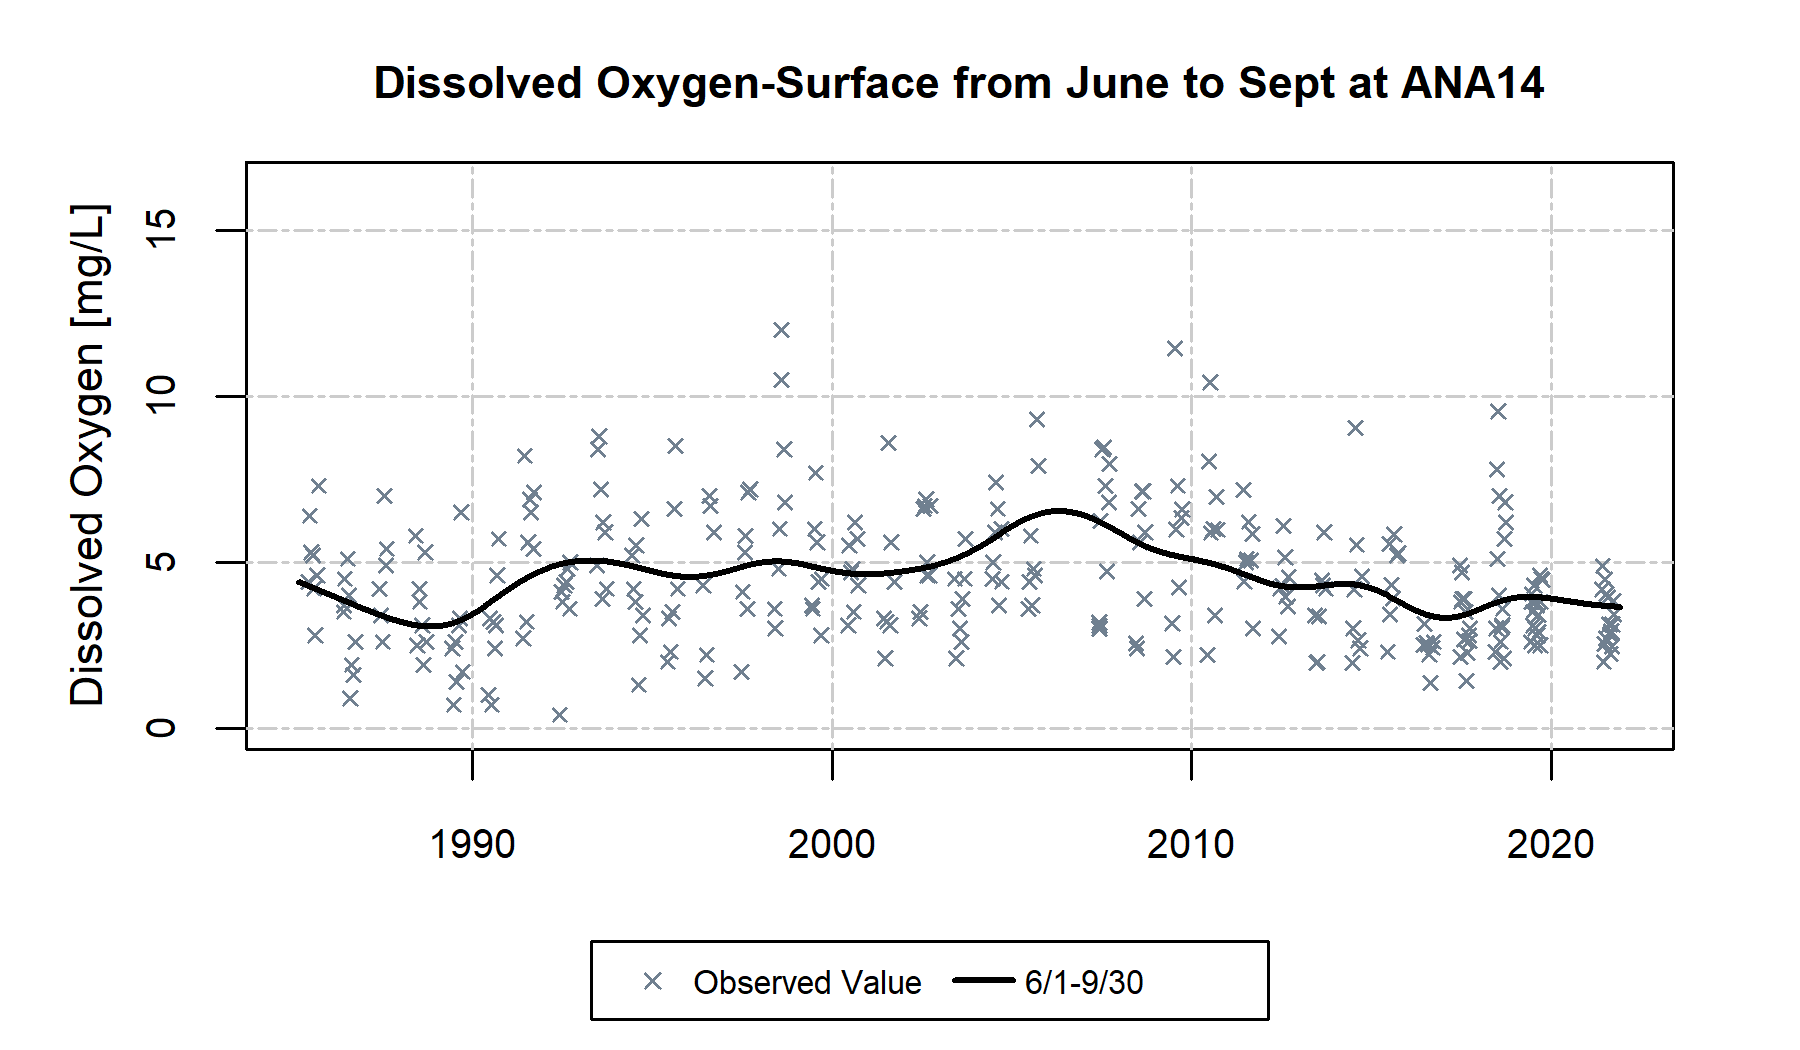 Dissolved Oxygen-Surface from June to Sept at ANA14
Dissolved Oxygen [mg/L]
15
10
5
0
1990 2000 2010 2020
Observed Value 6/1-9/30